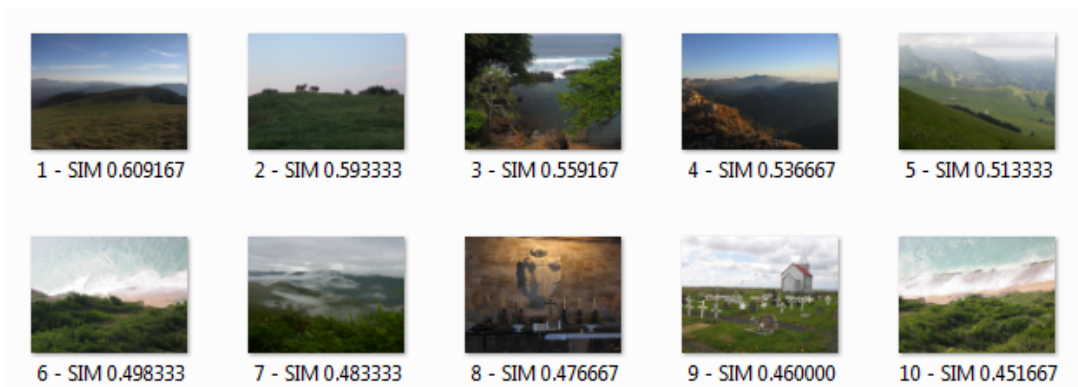 1 - SIM 0.609167
2 - SIM 0.593333
3 - SIM 0.559167
4 - SIM 0.536667
5 - SIM 0.513333
6 - SIM 0.498333
7 - SIM 0.483333
8 - SIM 0.476667
9 - SIM 0.460000
10 - SIM 0.451667